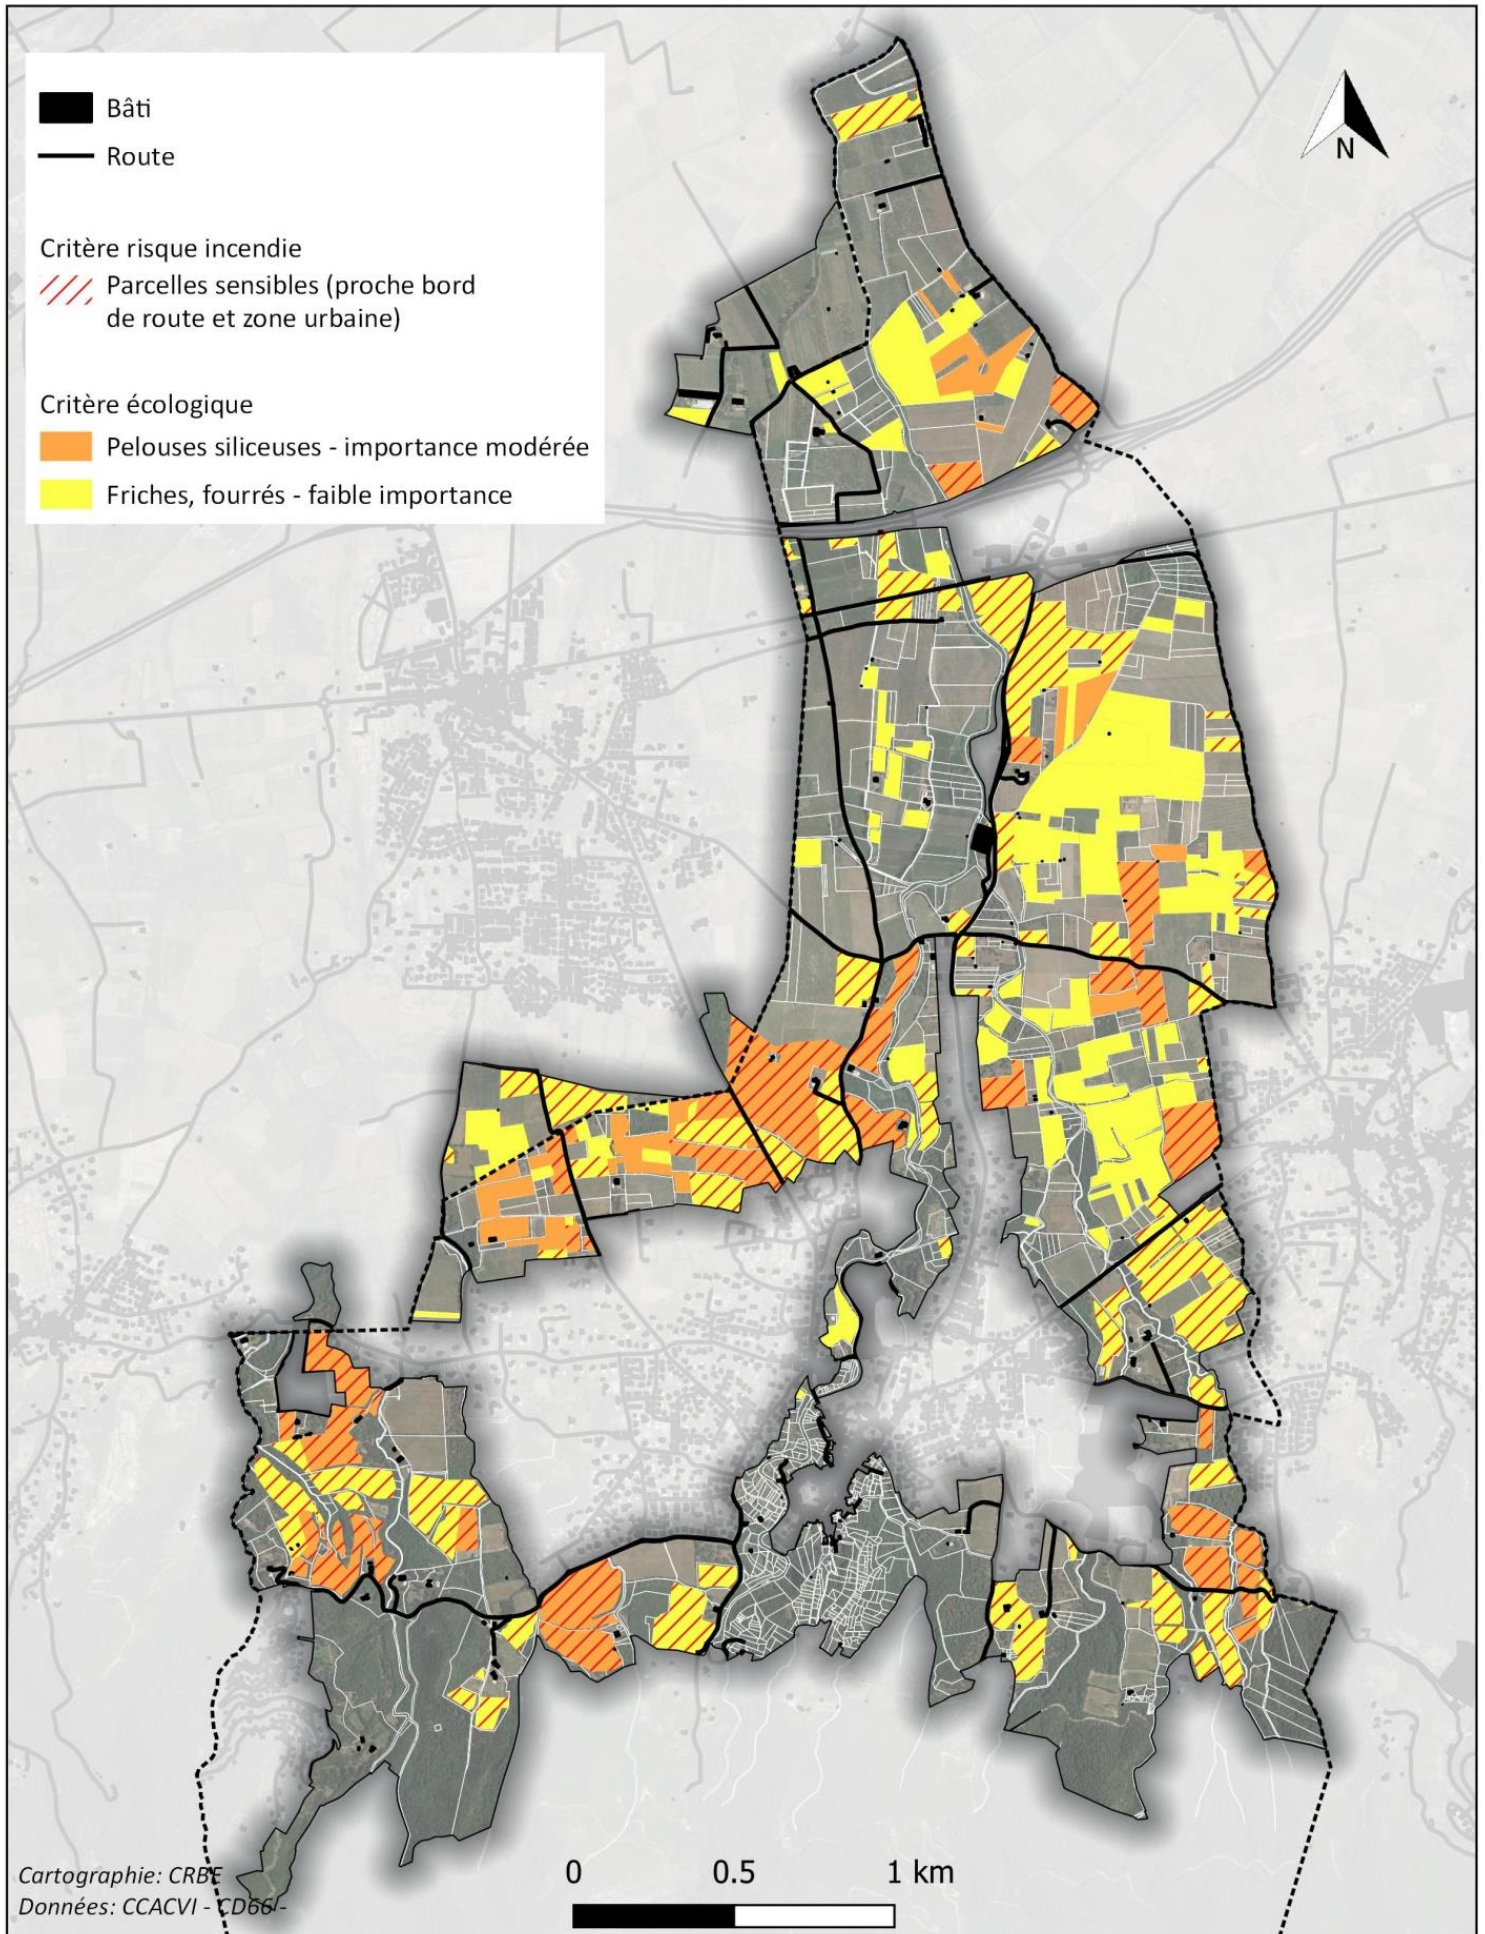 Bâti
Route
Critère risque incendie
Parcelles sensibles (proche bord
de route et zone urbaine)
Critère écologique
Pelouses siliceuses - importance modérée
Friches, fourrés - faible importance
N
Cartographie: CRBE
Données: CCACVI - CD66 -
0 0.5 1 km